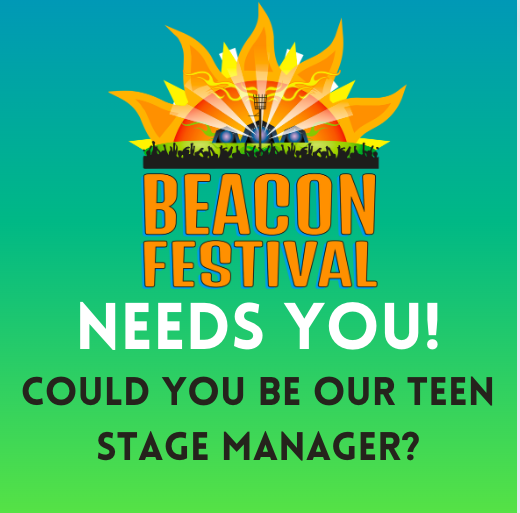 BEACON
FESTIVAL
NEEDS YOU!
COULD YOU BE OUR TEEN
STAGE MANAGER?